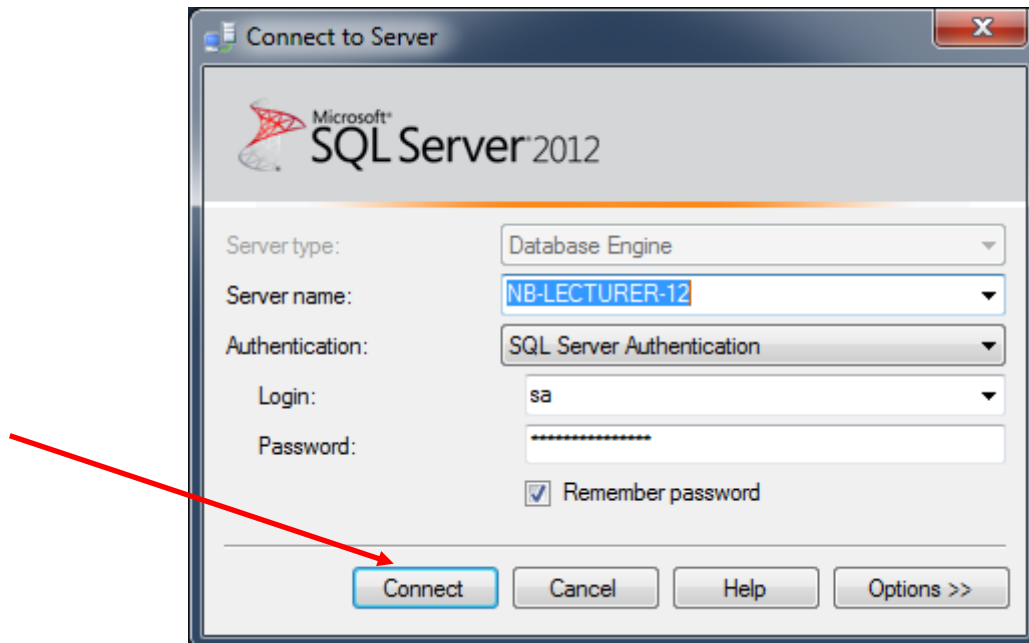 Connect to Server
Microsoft®
SQL Server® 2012
Server type: Database Engine
Server name: NB-LECTURER-12
Authentication: SQL Server Authentication
Login: sa
Password: ***************
Remember password
Connect Cancel Help Options >>